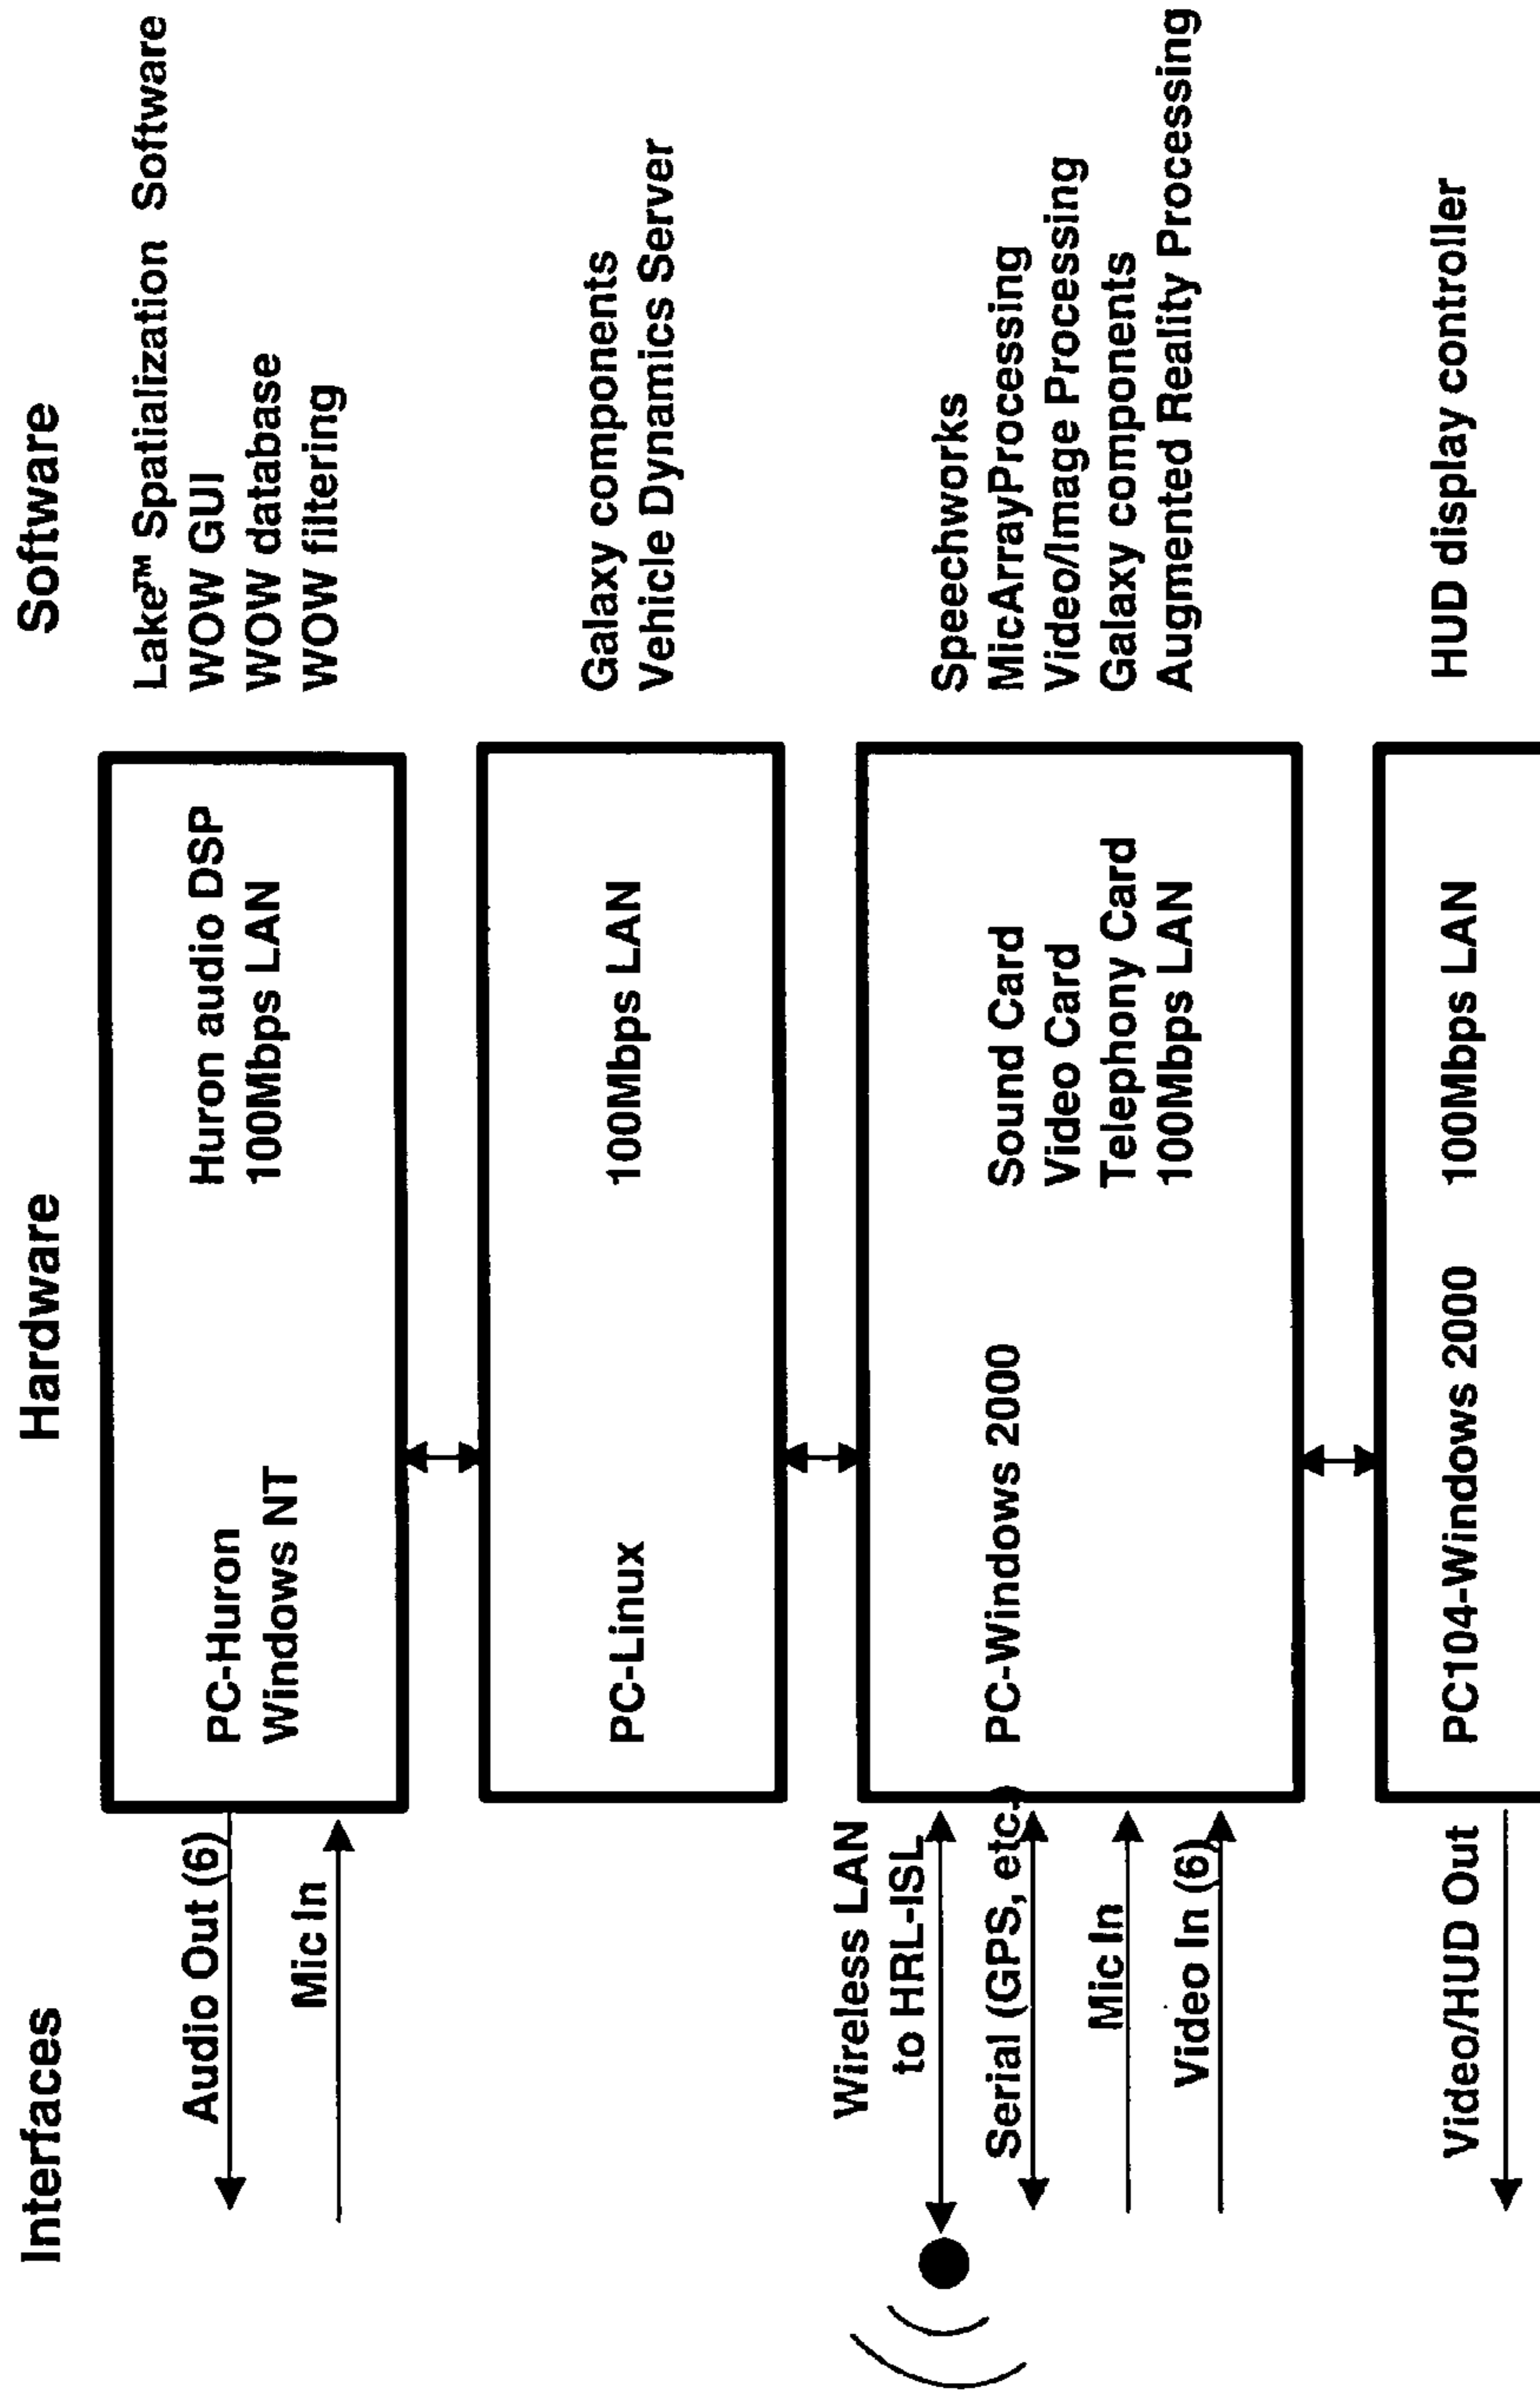 Interfaces
Hardware
Software
Audio Out (6)
Mic In
PC-Huron
Windows NT
Huron audio DSP
100Mbps LAN
Lake™ Spatialization Software
WOW GUI
WOW database
WOW filtering
PC-Linux
100Mbps LAN
Galaxy components
Vehicle Dynamics Server
Wireless LAN
to HRL-ISL
Serial (GPS, etc.)
Mic In
Video In (6)
PC-Windows 2000
Sound Card
Video Card
Telephony Card
100Mbps LAN
Speechworks
MicArrayProcessing
Video/Image Processing
Galaxy components
Augmented Reality Processing
Video/HUD Out
PC104-Windows 2000
100Mbps LAN
HUD display controller